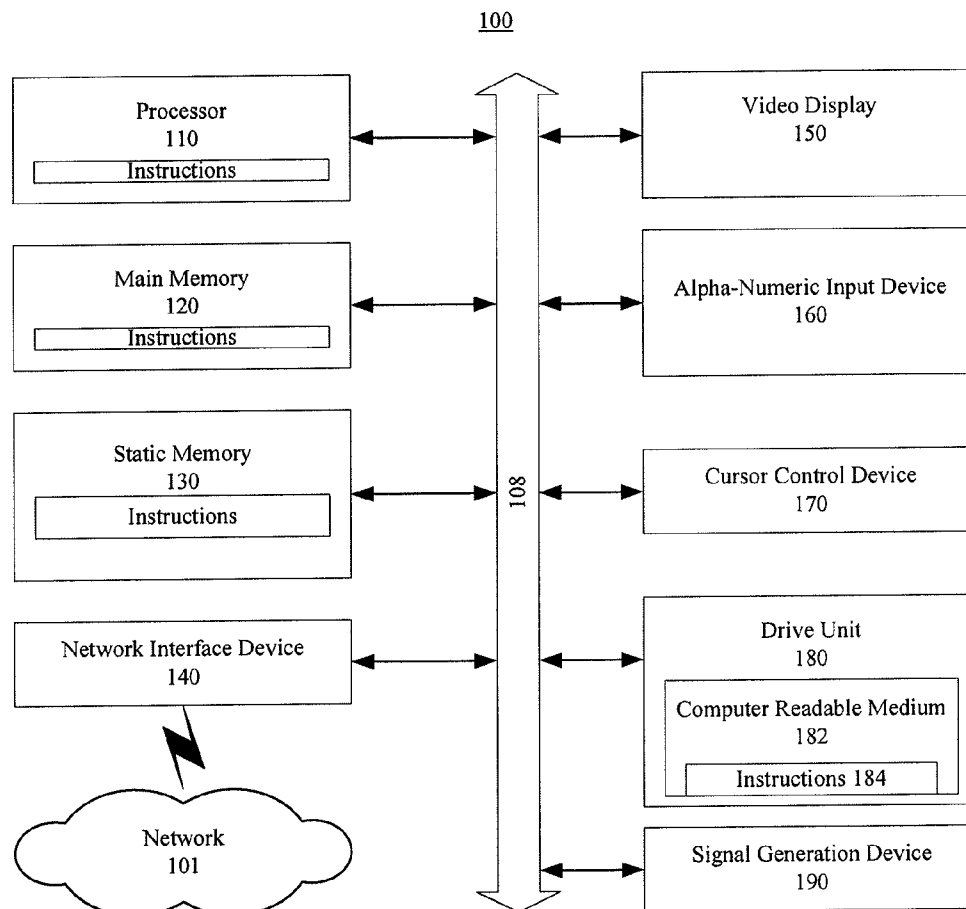 100
Processor
110
Instructions
Main Memory
120
Instructions
Static Memory
130
Instructions
Network Interface Device
140
Network
101
108
Video Display
150
Alpha-Numeric Input Device
160
Cursor Control Device
170
Drive Unit
180
Computer Readable Medium
182
Instructions 184
Signal Generation Device
190